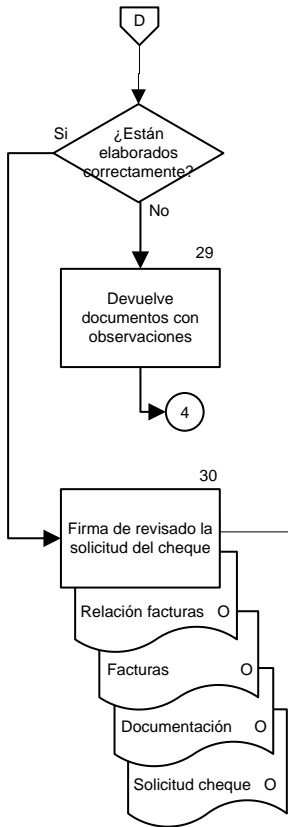 D
¿Están
elaborados
correctamente?
Si
No
29
Devuelve
documentos con
observaciones
4
30
Firma de revisado la
solicitud del cheque
Relación facturas O
Facturas O
Documentación O
Solicitud cheque O